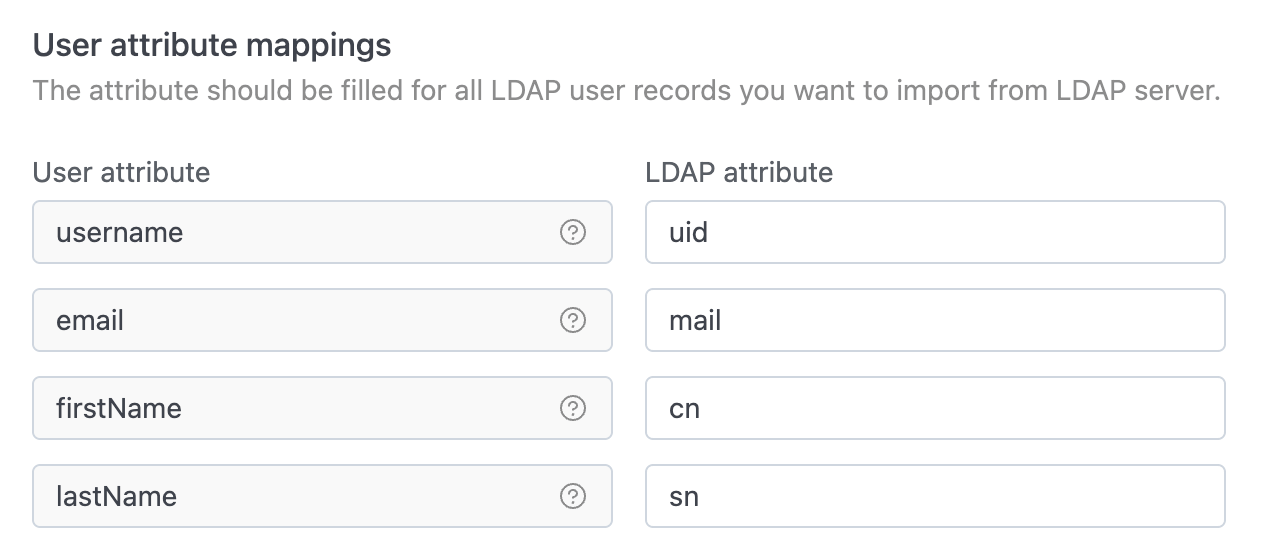 User attribute mappings
The attribute should be filled for all LDAP user records you want to import from LDAP server.
User attribute LDAP attribute
username ? uid
email ? mail
firstName ? cn
lastName ? sn